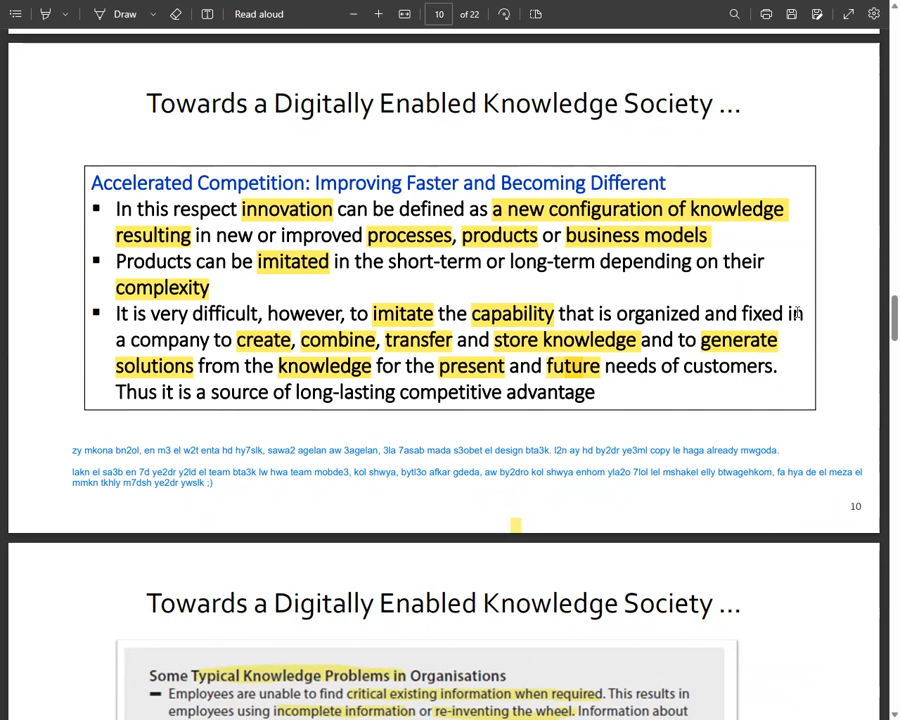 Draw
Read aloud
10 of 22
Towards a Digitally Enabled Knowledge Society ...
Accelerated Competition: Improving Faster and Becoming Different
▪ In this respect innovation can be defined as a new configuration of knowledge
resulting in new or improved processes, products or business models
▪ Products can be imitated in the short-term or long-term depending on their
complexity
▪ It is very difficult, however, to imitate the capability that is organized and fixed in
a company to create, combine, transfer and store knowledge and to generate
solutions from the knowledge for the present and future needs of customers.
Thus it is a source of long-lasting competitive advantage
zy mkona bn2ol, en m3 el w2t enta hd hy7slk, sawa2 agelan aw 3agelan, 3la 7asab mada s3obet el design bta3k. l2n ay hd by2dr ye3ml copy le haga already mwgoda.
lakn el sa3b en 7d ye2dr y2ld el team bta3k lw hwa team mobde3, kol shwya, bytl3o afkar gdeda, aw by2dro kol shwya enhom yla2o 7lol lel mshakel elly btwagehkom, fa hya de el meza el
mmkn tkhly m7dsh ye2dr ywslk ;)
10
Towards a Digitally Enabled Knowledge Society ...
Some Typical Knowledge Problems in Organisations
– Employees are unable to find critical existing information when required. This results in
employees using incomplete information or re-inventing the wheel. Information about